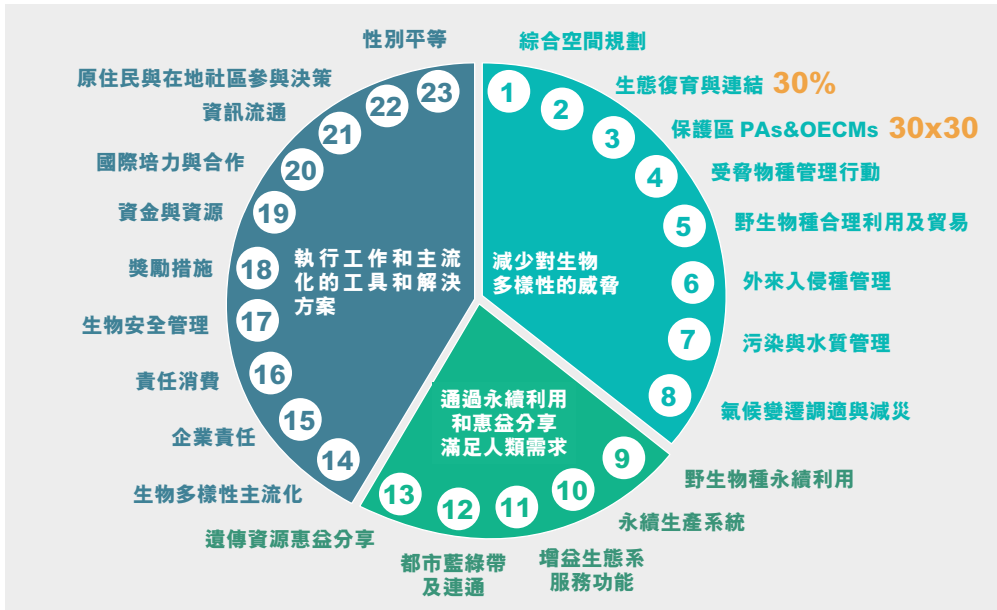 性別平等
23
原住民與在地社區參與決策
22
資訊流通
21
國際培力與合作
20
資金與資源
19
獎勵措施
18
生物安全管理
17
責任消費
16
企業責任
15
生物多樣性主流化
14
執行工作和主流
化的工具和解決
方案
綜合空間規劃
1
生態復育與連結 30%
2
保護區 PAs&OECMs 30x30
3
受脅物種管理行動
4
野生物種合理利用及貿易
5
外來入侵種管理
6
污染與水質管理
7
氣候變遷調適與減災
8
減少對生物
多樣性的威脅
通過永續利用
和惠益分享
滿足人類需求
9
野生物種永續利用
10
永續生產系統
11
增益生態系
服務功能
12
都市藍綠帶
及連通
13
遺傳資源惠益分享